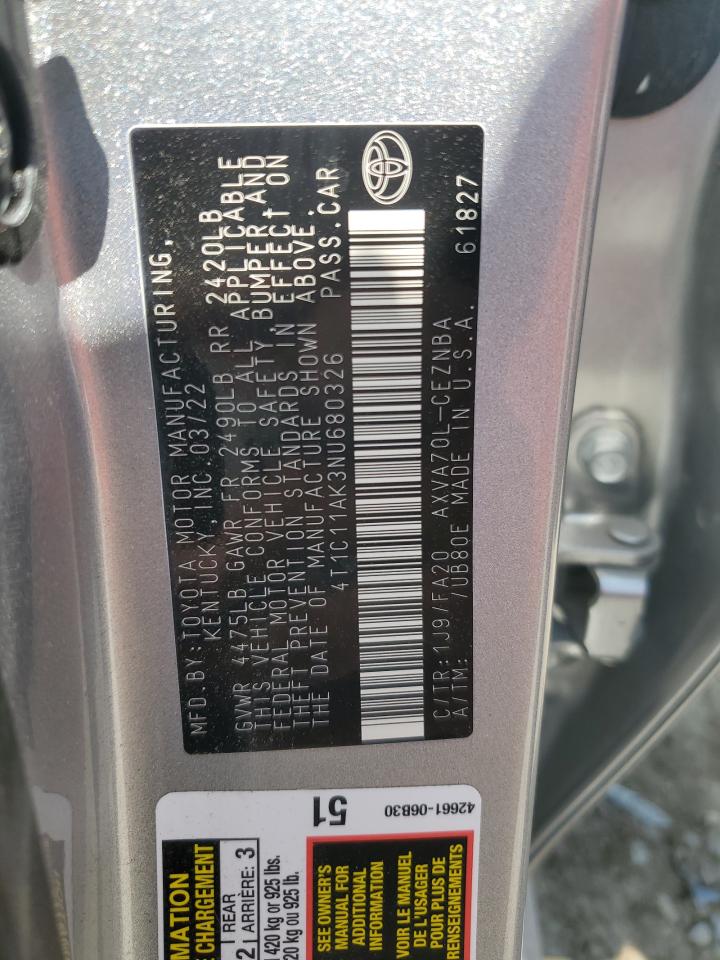 MFD.BY:TOYOTA MOTOR MANUFACTURING,
KENTUCKY,INC.03/22
GVWR 4475LB GAWR FR 2490LB RR 2420LB
THIS VEHICLE CONFORMS TO ALL APPLICABLE
FEDERAL MOTOR VEHICLE SAFETY, BUMPER,AND
THEFT PREVENTION STANDARDS IN EFFECT ON
THE DATE OF MANUFACTURE SHOWN ABOVE.
4T1C11AK3NU680326 PASS.CAR
C/TR:1J9/FA20 AXVA70L-CEZNBA
A/TM: /UB80E MADE IN U.S.A. 61827
51
42661-06B30
MATION
E CHARGEMENT
2 REAR
ARRIÈRE: 3
420 kg or 925 lbs.
20 kg ou 925 lb.
SEE OWNER'S
MANUAL FOR
ADDITIONAL
INFORMATION
VOIR LE MANUEL
DE L'USAGER
POUR PLUS DE
RENSEIGNEMENTS